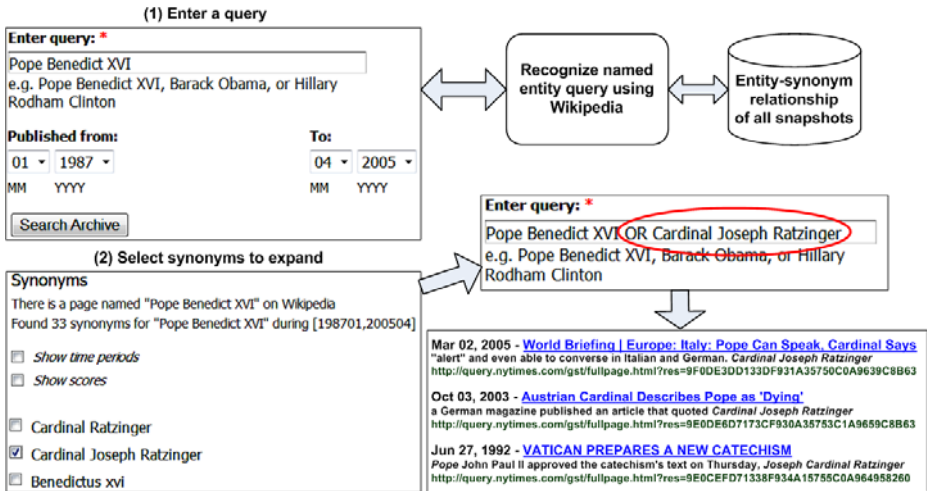 (1) Enter a query
Enter query: *
Pope Benedict XVI
e.g. Pope Benedict XVI, Barack Obama, or Hillary
Rodham Clinton
Published from:
To:
01 1987
04 2005
MM YYYY
MM YYYY
Search Archive
Recognize named
entity query using
Wikipedia
Entity-synonym
relationship
of all snapshots
(2) Select synonyms to expand
Synonyms
There is a page named "Pope Benedict XVI" on Wikipedia
Found 33 synonyms for "Pope Benedict XVI" during [198701,200504]
Show time periods
Show scores
Cardinal Ratzinger
Cardinal Joseph Ratzinger
Benedictus xvi
Enter query: *
Pope Benedict XVI OR Cardinal Joseph Ratzinger
e.g. Pope Benedict XVI, Barack Obama, or Hillary
Rodham Clinton
Mar 02, 2005 - World Briefing | Europe: Italy: Pope Can Speak, Cardinal Says
"alert" and even able to converse in Italian and German. Cardinal Joseph Ratzinger
http://query.nytimes.com/gst/fullpage.html?res=9F0DE3DD133DF931A35750C0A9639C8B63
Oct 03, 2003 - Austrian Cardinal Describes Pope as 'Dying'
a German magazine published an article that quoted Cardinal Joseph Ratzinger
http://query.nytimes.com/gst/fullpage.html?res=9E0DE6D7173CF930A35753C1A9659C8B63
Jun 27, 1992 - VATICAN PREPARES A NEW CATECHISM
Pope John Paul II approved the catechism's text on Thursday, Joseph Cardinal Ratzinger
http://query.nytimes.com/gst/fullpage.html?res=9E0CEFD71338F934A15755C0A964958260